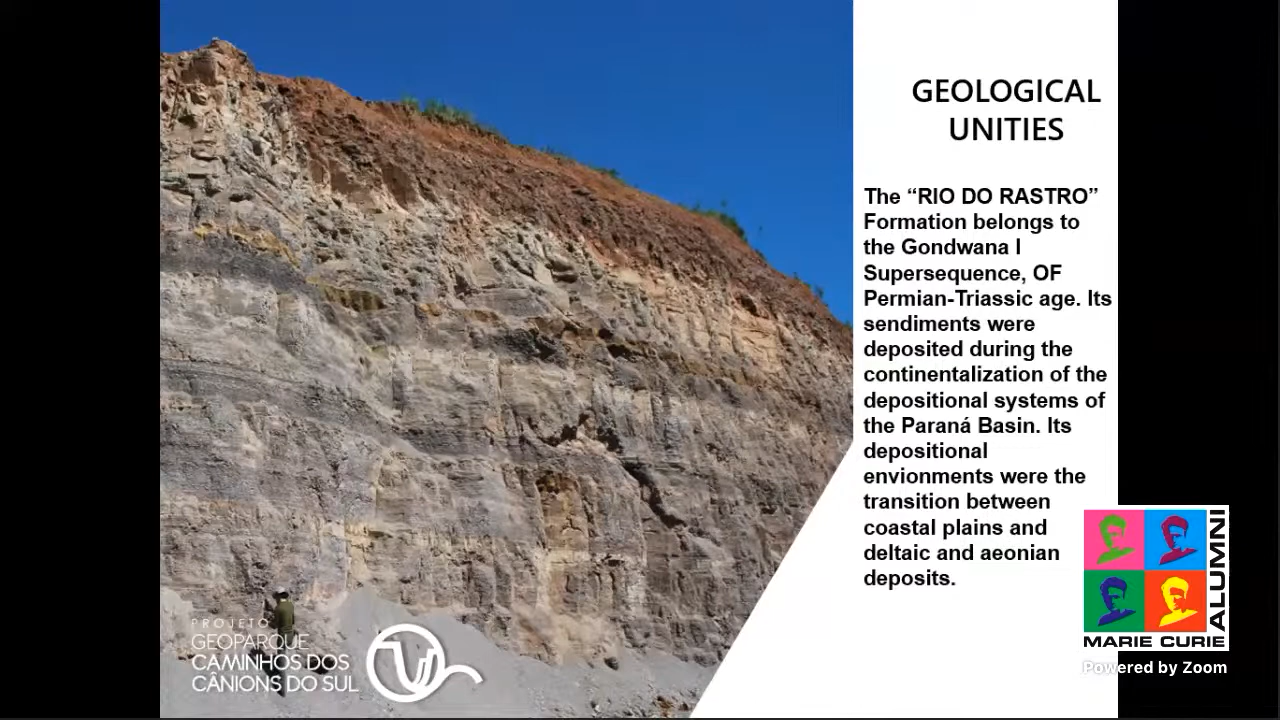 GEOLOGICAL
UNITIES
The “RIO DO RASTRO”
Formation belongs to
the Gondwana I
Supersequence, OF
Permian-Triassic age. Its
sendiments were
deposited during the
continentalization of the
depositional systems of
the Paraná Basin. Its
depositional
envionments were the
transition between
coastal plains and
deltaic and aeonian
deposits.
PROJETO
GEOPARQUE
CAMINHOS DOS
CÂNIONS DO SUL
ALUMNI
MARIE CURIE
Powered by Zoom